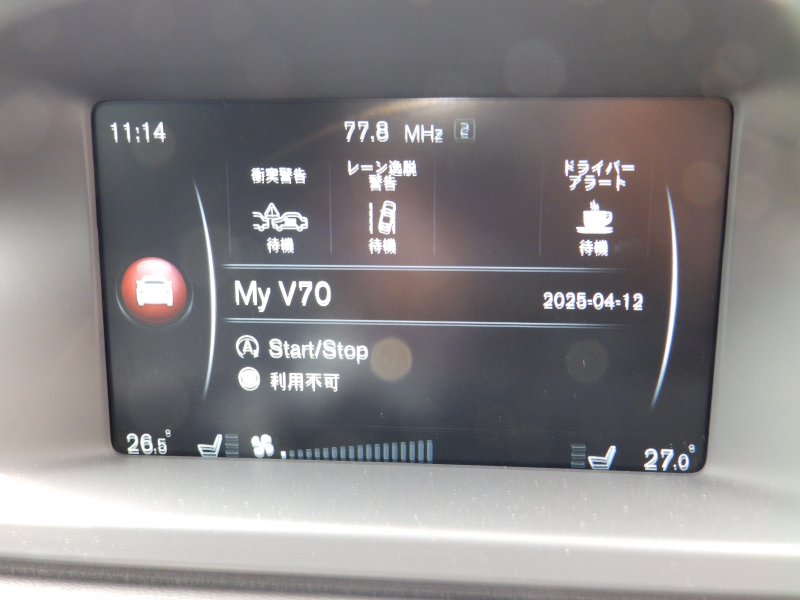 11:14 77.8 MHz 2
衝突警告 レーン逸脱 ドライバー
警告 アラート
待機 待機 待機
My V70 2025-04-12
A Start/Stop
利用不可
26.5° 27.0°